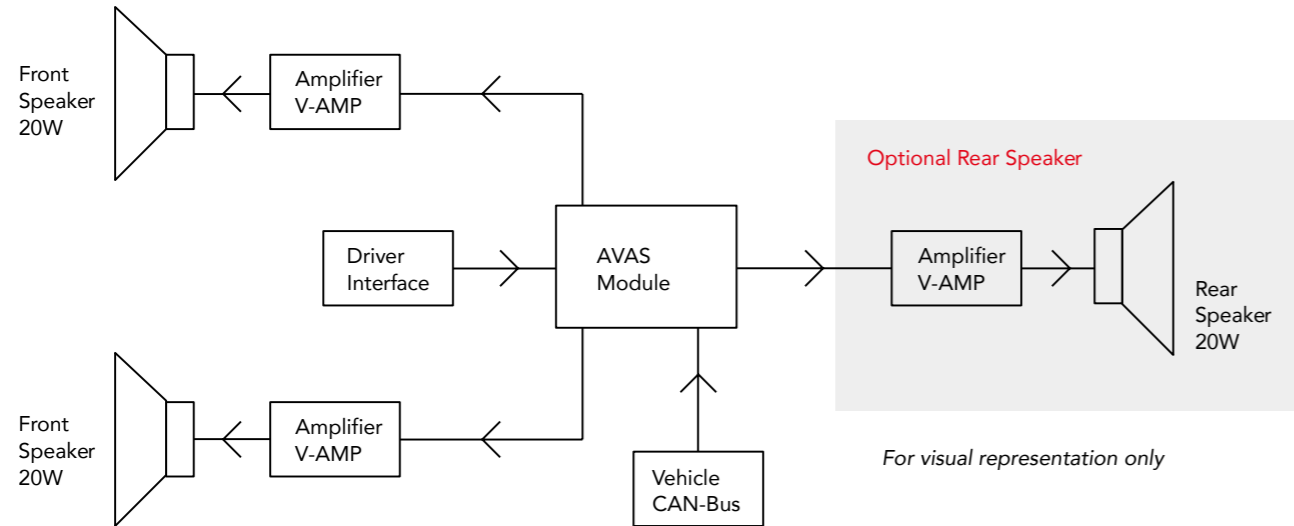 Front
Speaker
20W
Amplifier
V-AMP
Optional Rear Speaker
Driver
Interface
AVAS
Module
Amplifier
V-AMP
Rear
Speaker
20W
Front
Speaker
20W
Amplifier
V-AMP
Vehicle
CAN-Bus
For visual representation only